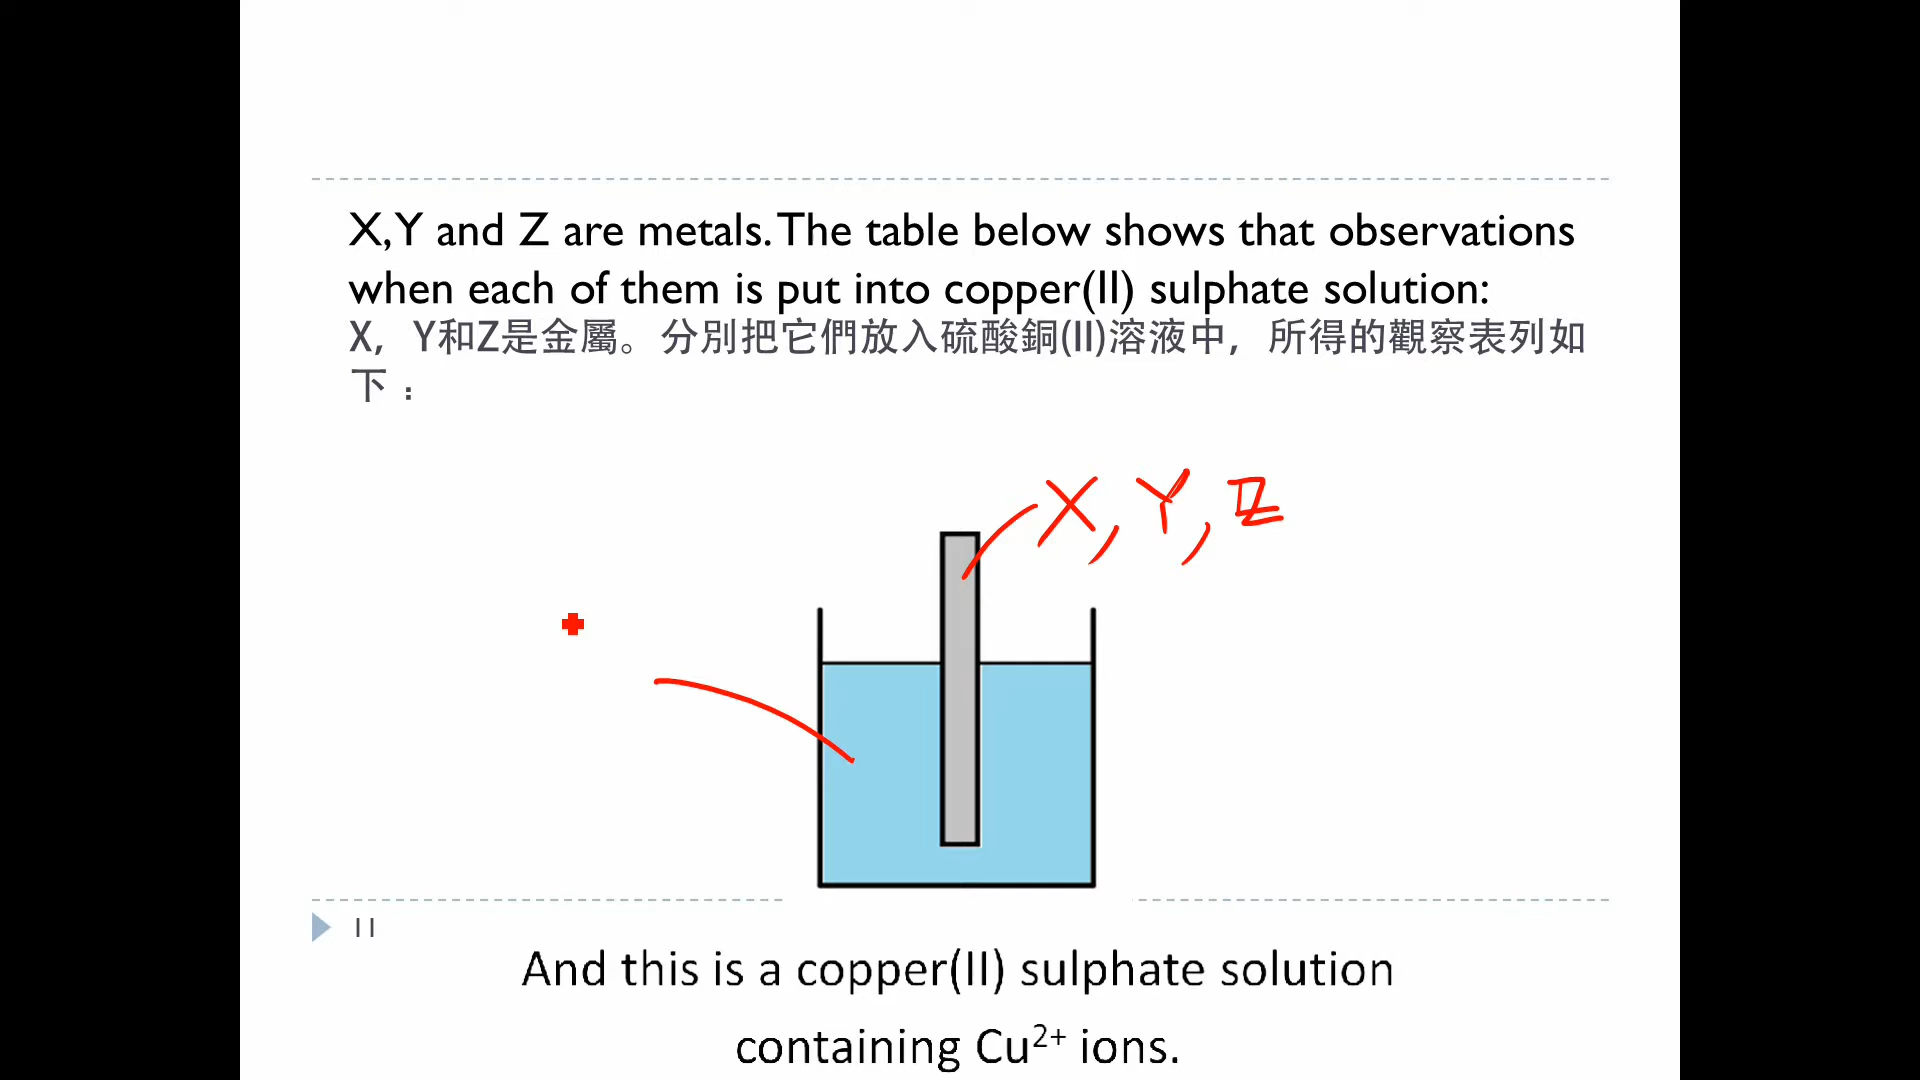 X, Y and Z are metals. The table below shows that observations
when each of them is put into copper(II) sulphate solution:
X，Y和Z是金屬。分別把它們放入硫酸銅(II)溶液中，所得的觀察表列如
下：
X, Y, Z
11
And this is a copper(II) sulphate solution
containing Cu²⁺ ions.